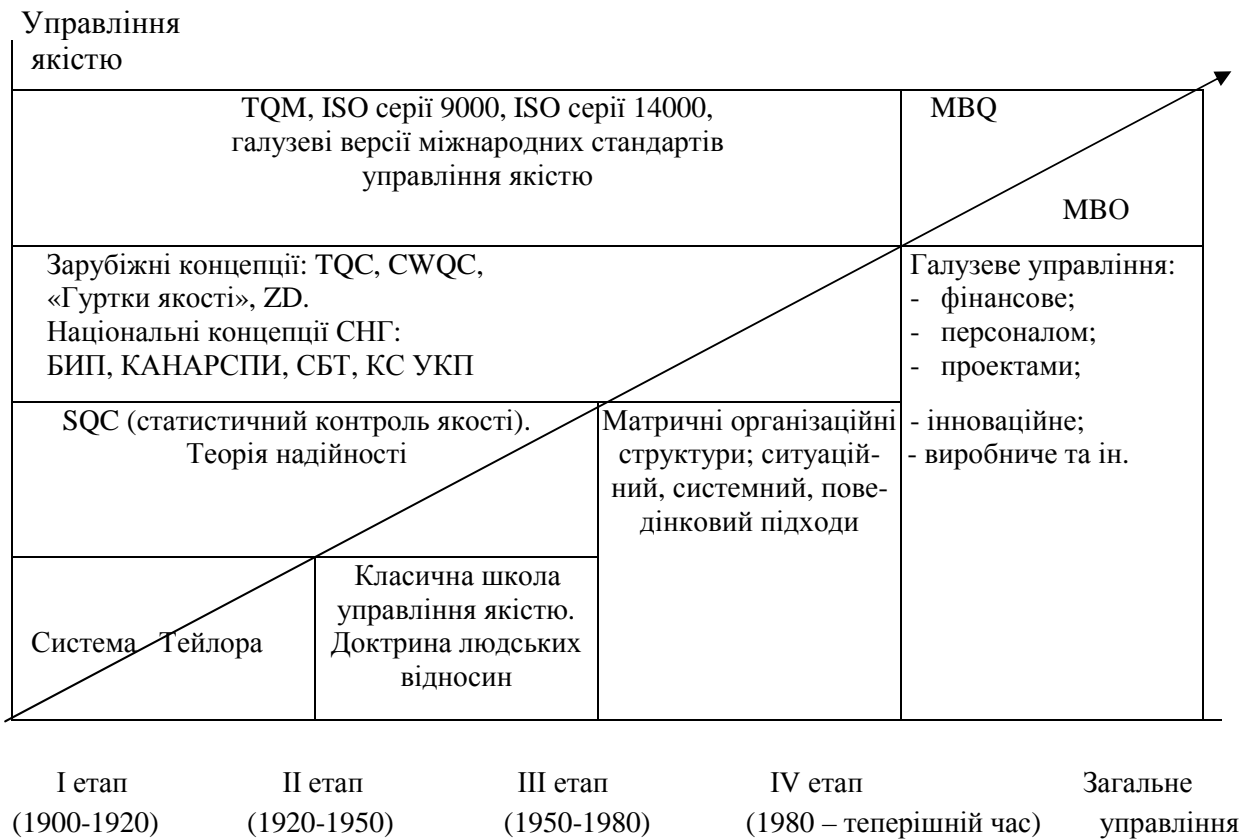 Управління
якістю
TQM, ISO серії 9000, ISO серії 14000,
галузеві версії міжнародних стандартів
управління якістю
MBQ
MBO
Зарубіжні концепції: TQC, CWQC,
«Гуртки якості», ZD.
Національні концепції СНГ:
БИП, КАНАРСПИ, СБТ, КС УКП
Галузеве управління:
- фінансове;
- персоналом;
- проектами;
- інноваційне;
- виробниче та ін.
SQC (статистичний контроль якості).
Теорія надійності
Матричні організаційні
структури; ситуацій-
ний, системний, пове-
дінковий підходи
Система Тейлора
Класична школа
управління якістю.
Доктрина людських
відносин
I етап II етап III етап IV етап Загальне
(1900-1920) (1920-1950) (1950-1980) (1980 – теперішній час) управління